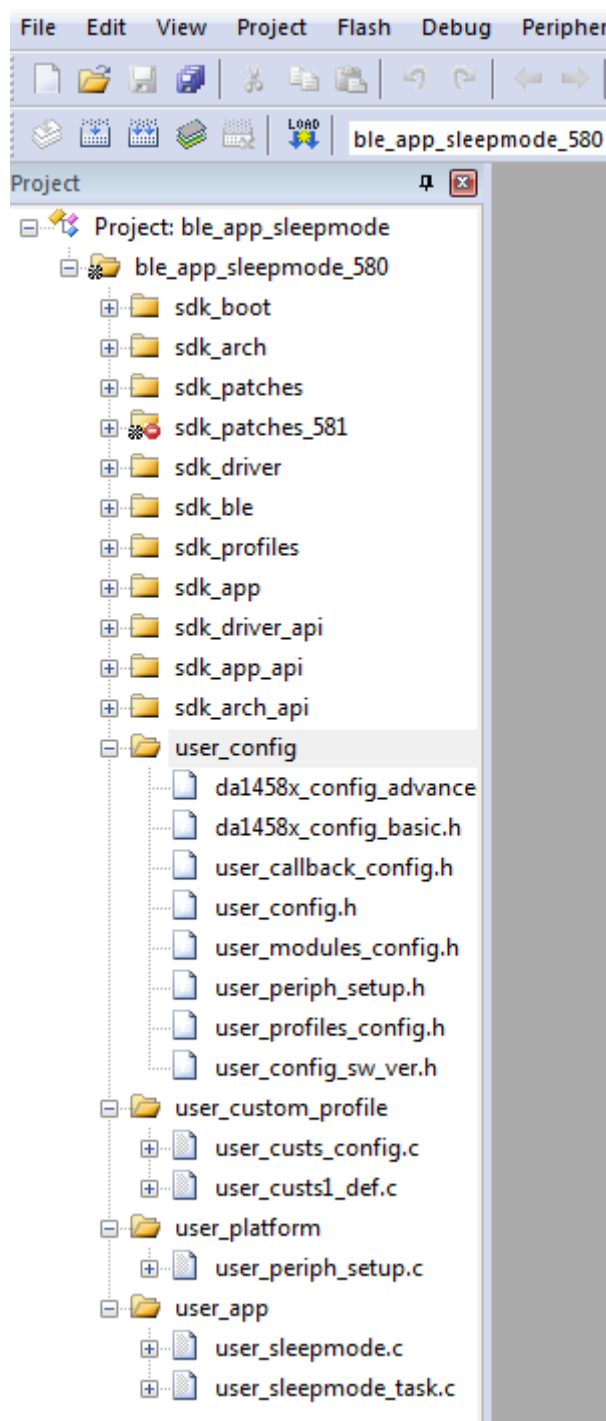 File Edit View Project Flash Debug Peripher
LOAD ble_app_sleepmode_580
Project
Project: ble_app_sleepmode
ble_app_sleepmode_580
sdk_boot
sdk_arch
sdk_patches
sdk_patches_581
sdk_driver
sdk_ble
sdk_profiles
sdk_app
sdk_driver_api
sdk_app_api
sdk_arch_api
user_config
da1458x_config_advance
da1458x_config_basic.h
user_callback_config.h
user_config.h
user_modules_config.h
user_periph_setup.h
user_profiles_config.h
user_config_sw_ver.h
user_custom_profile
user_custs_config.c
user_custs1_def.c
user_platform
user_periph_setup.c
user_app
user_sleepmode.c
user_sleepmode_task.c